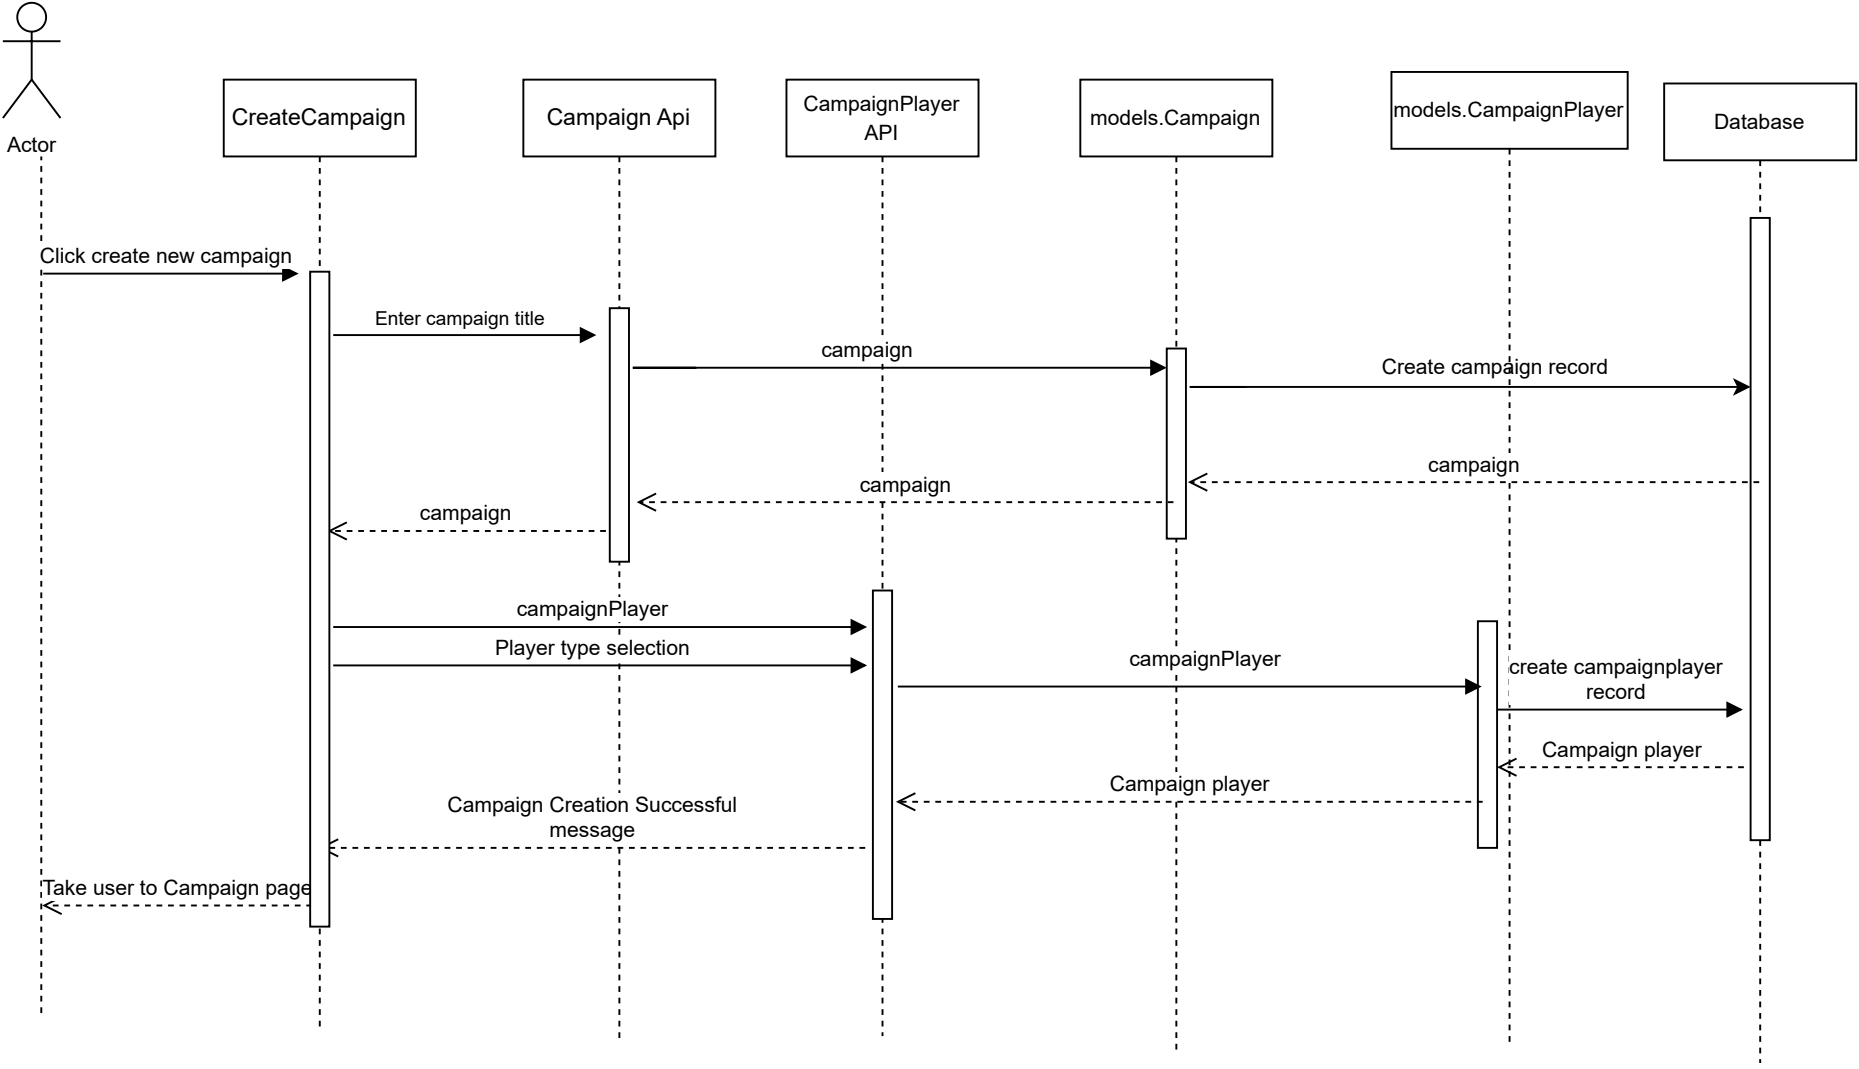 Actor
CreateCampaign
Campaign Api
CampaignPlayer
API
models.Campaign
models.CampaignPlayer
Database
Click create new campaign
Enter campaign title
campaign
Create campaign record
campaign
campaign
campaign
campaignPlayer
Player type selection
campaignPlayer
create campaignplayer
record
Campaign player
Campaign player
Campaign Creation Successful
message
Take user to Campaign page